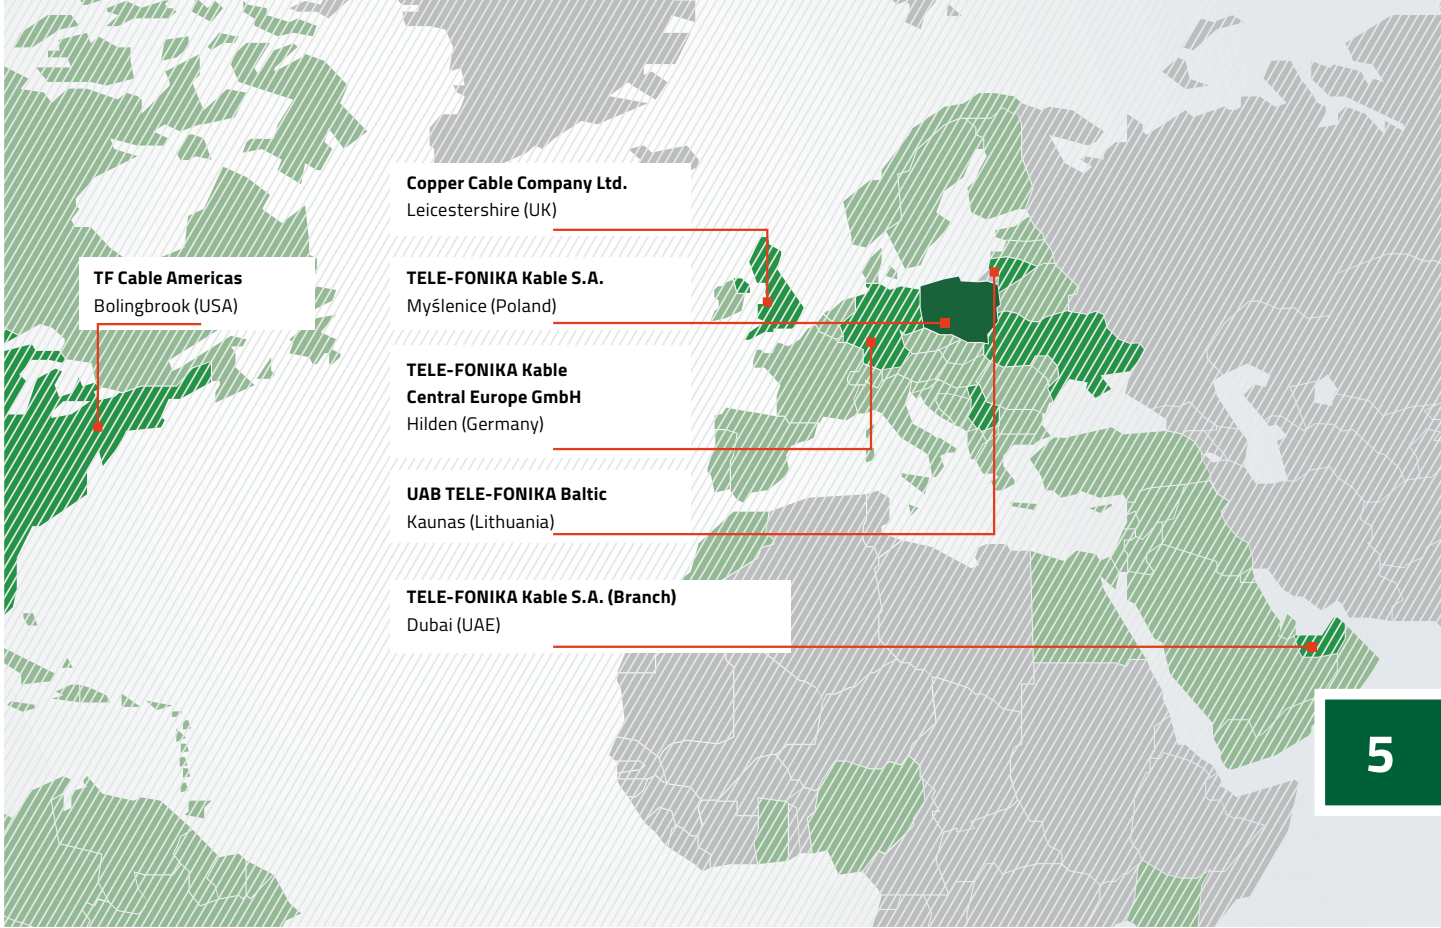 Copper Cable Company Ltd.
Leicestershire (UK)
TF Cable Americas
Bolingbrook (USA)
TELE-FONIKA Kable S.A.
Myślenice (Poland)
TELE-FONIKA Kable
Central Europe GmbH
Hilden (Germany)
UAB TELE-FONIKA Baltic
Kaunas (Lithuania)
TELE-FONIKA Kable S.A. (Branch)
Dubai (UAE)
5